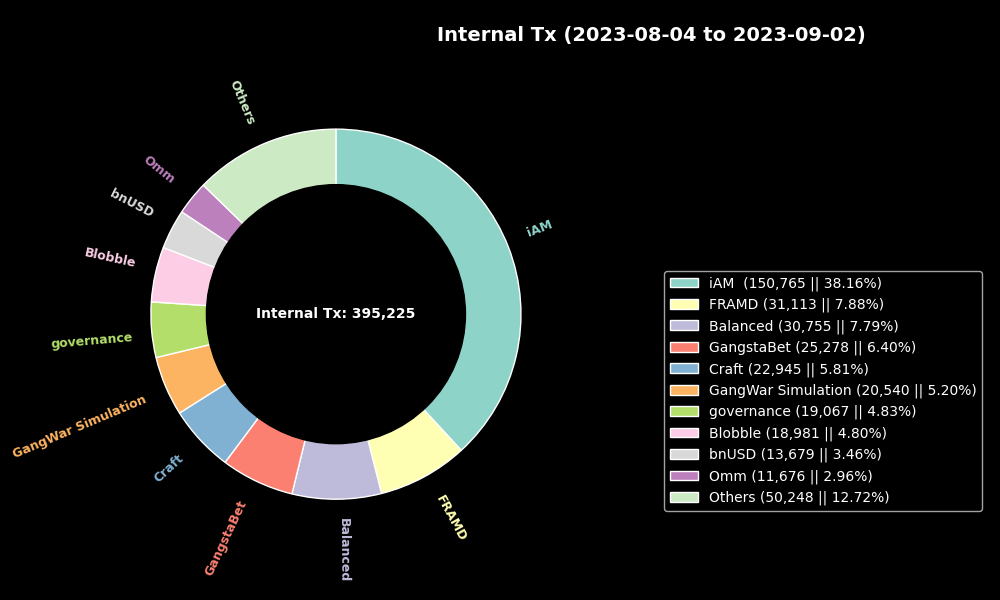 Internal Tx (2023-08-04 to 2023-09-02)
Others
Omm
bnUSD
Blobble
governance
GangWar Simulation
Craft
GangstaBet
Balanced
FRAMD
iAM
Internal Tx: 395,225
iAM  (150,765 || 38.16%)
FRAMD (31,113 || 7.88%)
Balanced (30,755 || 7.79%)
GangstaBet (25,278 || 6.40%)
Craft (22,945 || 5.81%)
GangWar Simulation (20,540 || 5.20%)
governance (19,067 || 4.83%)
Blobble (18,981 || 4.80%)
bnUSD (13,679 || 3.46%)
Omm (11,676 || 2.96%)
Others (50,248 || 12.72%)